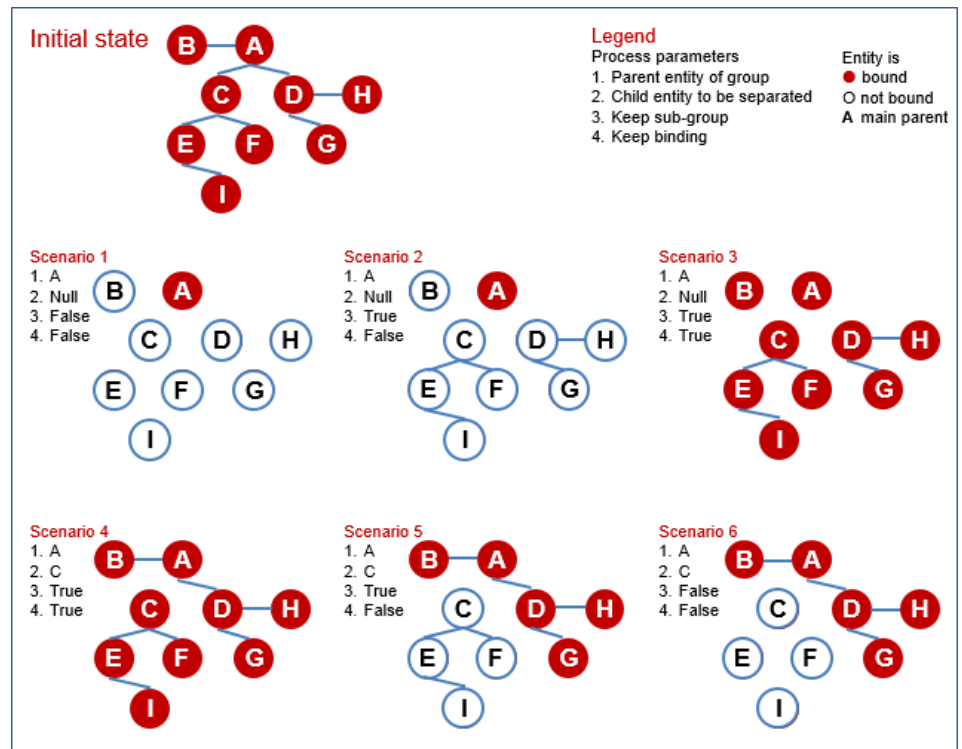 Initial state
B A
C D H
E F G
I
Legend
Process parameters
1. Parent entity of group
2. Child entity to be separated
3. Keep sub-group
4. Keep binding
Entity is
bound
not bound
A main parent
Scenario 1
1. A
2. Null
3. False
4. False
B A
C D H
E F G
I
Scenario 2
1. A
2. Null
3. True
4. False
B A
C D H
E F G
I
Scenario 3
1. A
2. Null
3. True
4. True
B A
C D H
E F G
I
Scenario 4
1. A
2. C
3. True
4. True
B A
C D H
E F G
I
Scenario 5
1. A
2. C
3. True
4. False
B A
C D H
E F G
I
Scenario 6
1. A
2. C
3. False
4. False
B A
C D H
E F G
I